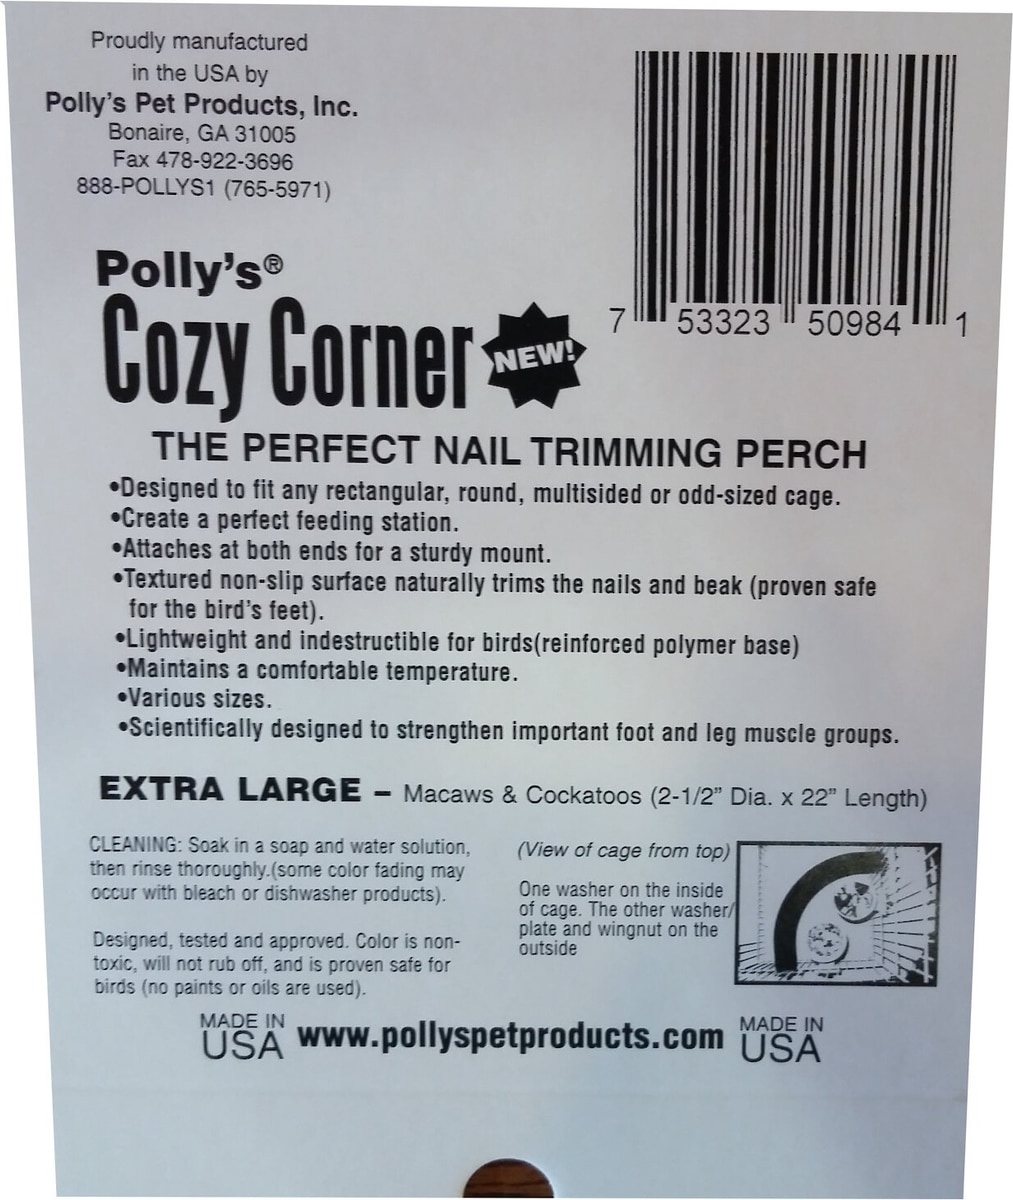 Proudly manufactured
in the USA by
Polly's Pet Products, Inc.
Bonaire, GA 31005
Fax 478-922-3696
888-POLLYS1 (765-5971)
7 53323 50984 1
Polly's®
Cozy Corner
NEW!
THE PERFECT NAIL TRIMMING PERCH
•Designed to fit any rectangular, round, multisided or odd-sized cage.
•Create a perfect feeding station.
•Attaches at both ends for a sturdy mount.
•Textured non-slip surface naturally trims the nails and beak (proven safe
for the bird's feet).
•Lightweight and indestructible for birds(reinforced polymer base)
•Maintains a comfortable temperature.
•Various sizes.
•Scientifically designed to strengthen important foot and leg muscle groups.
EXTRA LARGE – Macaws & Cockatoos (2-1/2" Dia. x 22" Length)
CLEANING: Soak in a soap and water solution,
then rinse thoroughly.(some color fading may
occur with bleach or dishwasher products).
Designed, tested and approved. Color is non-
toxic, will not rub off, and is proven safe for
birds (no paints or oils are used).
(View of cage from top)
One washer on the inside
of cage. The other washer/
plate and wingnut on the
outside
MADE IN
USA
www.pollyspetproducts.com
MADE IN
USA